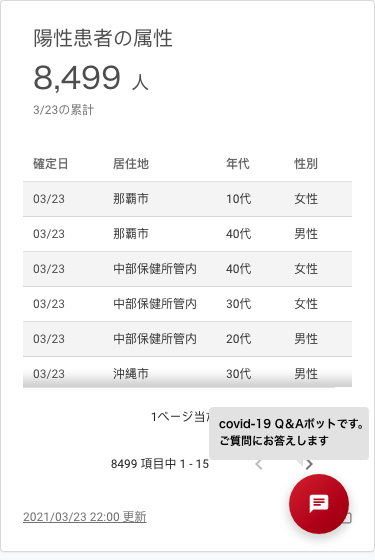 陽性患者の属性
8,499 人
3/23の累計
確定日 居住地 年代 性別
03/23 那覇市 10代 女性
03/23 那覇市 40代 男性
03/23 中部保健所管内 40代 女性
03/23 中部保健所管内 30代 女性
03/23 中部保健所管内 20代 男性
03/23 沖縄市 30代 男性
1ページ当
covid-19 Q&Aボットです。
ご質問にお答えします
8499 項目中 1 - 15
2021/03/23 22:00 更新